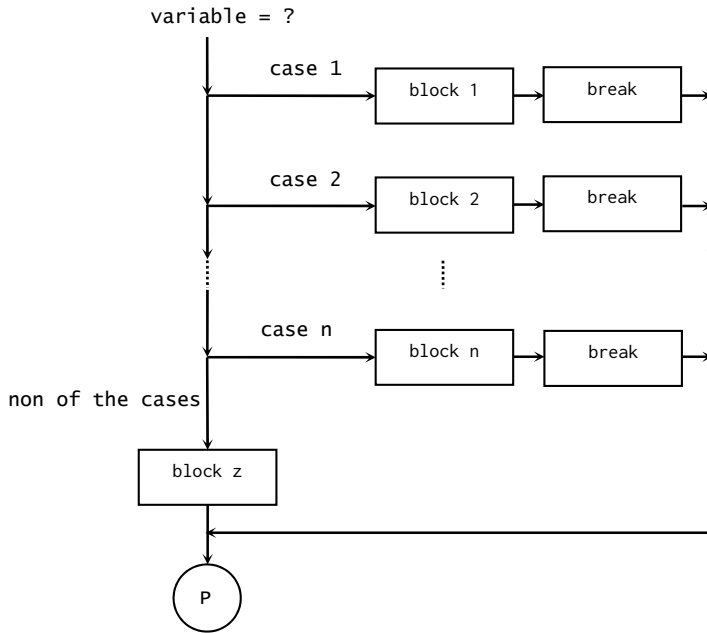 variable = ?
case 1
block 1
break
case 2
block 2
break
case n
block n
break
non of the cases
block z
P